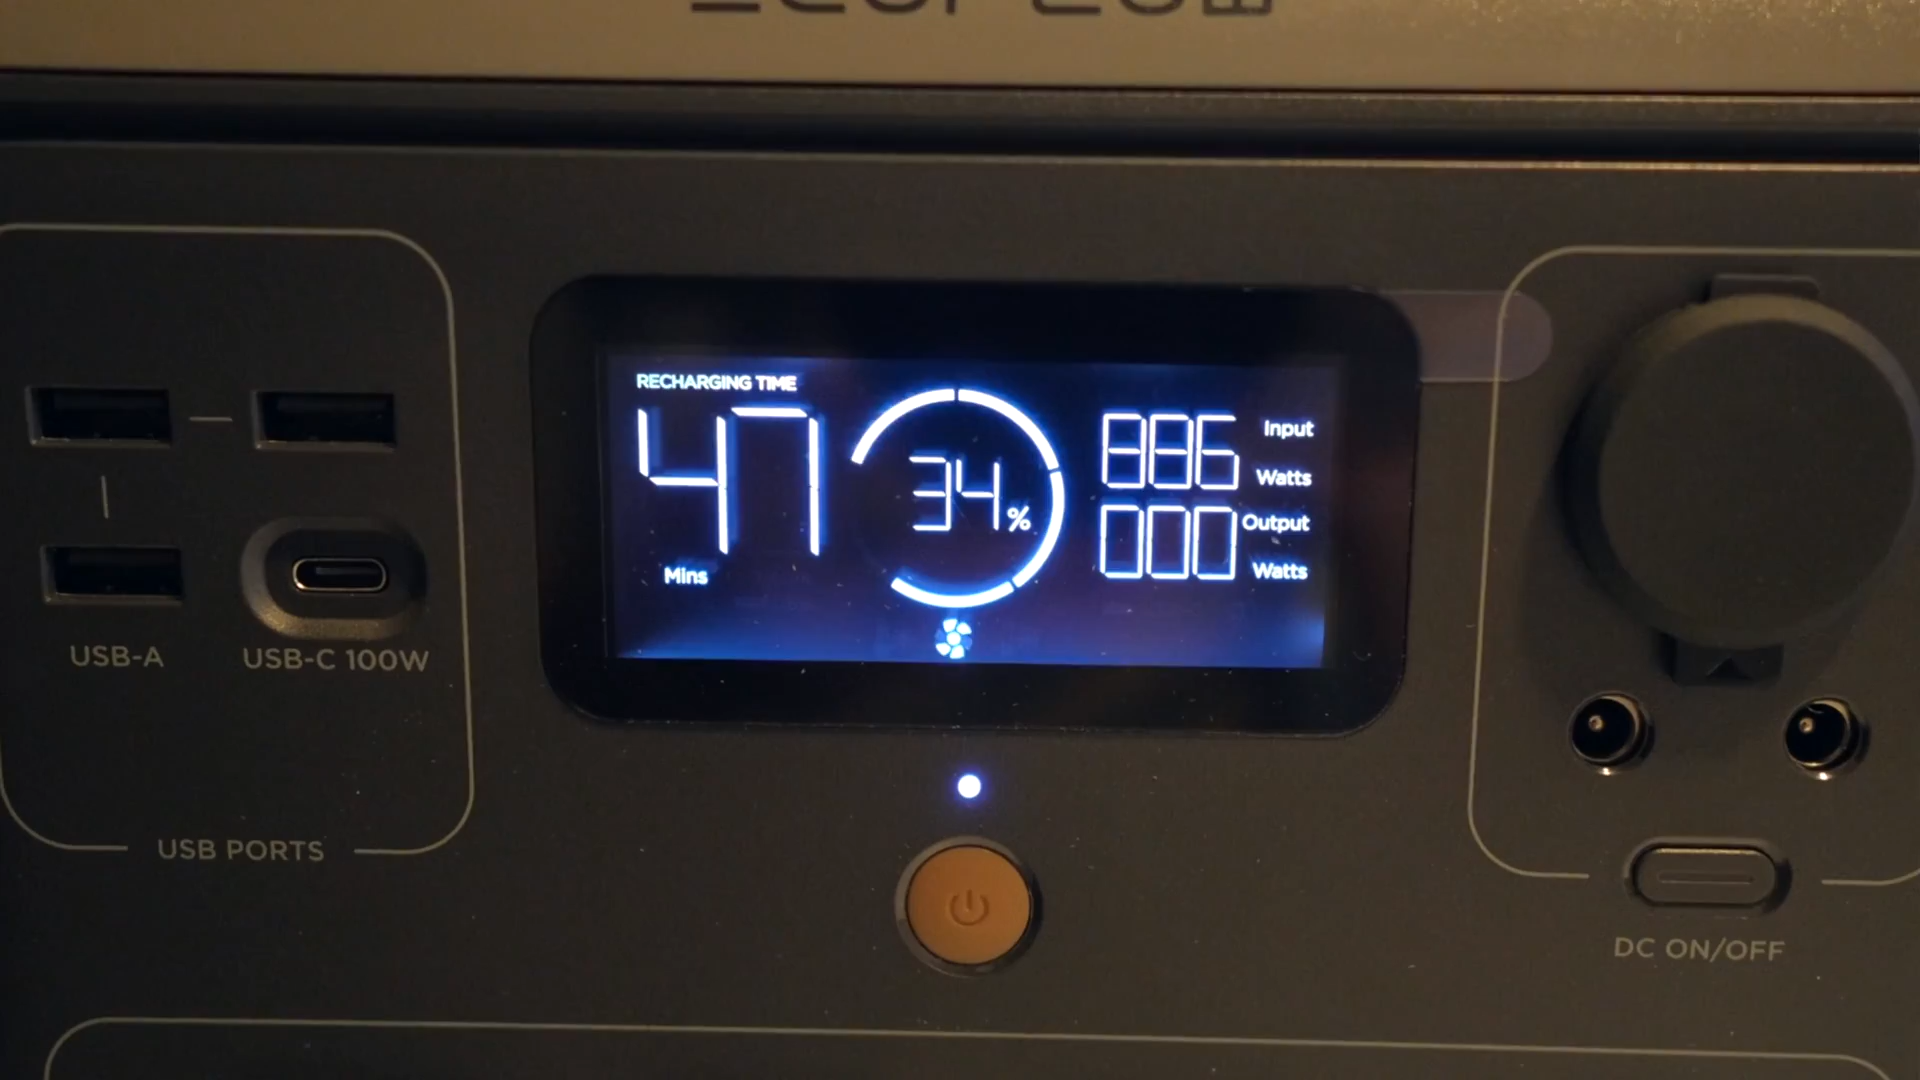 RECHARGING TIME
47
Mins
34%
886 Input
Watts
000 Output
Watts
USB-A
USB-C 100W
USB PORTS
DC ON/OFF